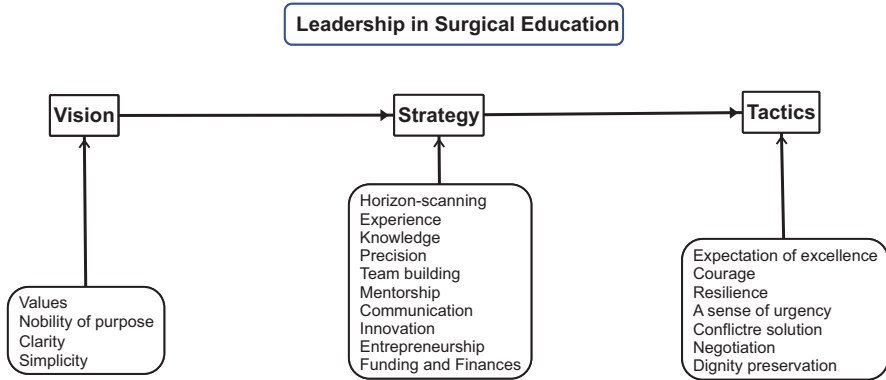 Leadership in Surgical Education
Vision
Strategy
Tactics
Values
Nobility of purpose
Clarity
Simplicity
Horizon-scanning
Experience
Knowledge
Precision
Team building
Mentorship
Communication
Innovation
Entrepreneurship
Funding and Finances
Expectation of excellence
Courage
Resilience
A sense of urgency
Conflictre solution
Negotiation
Dignity preservation